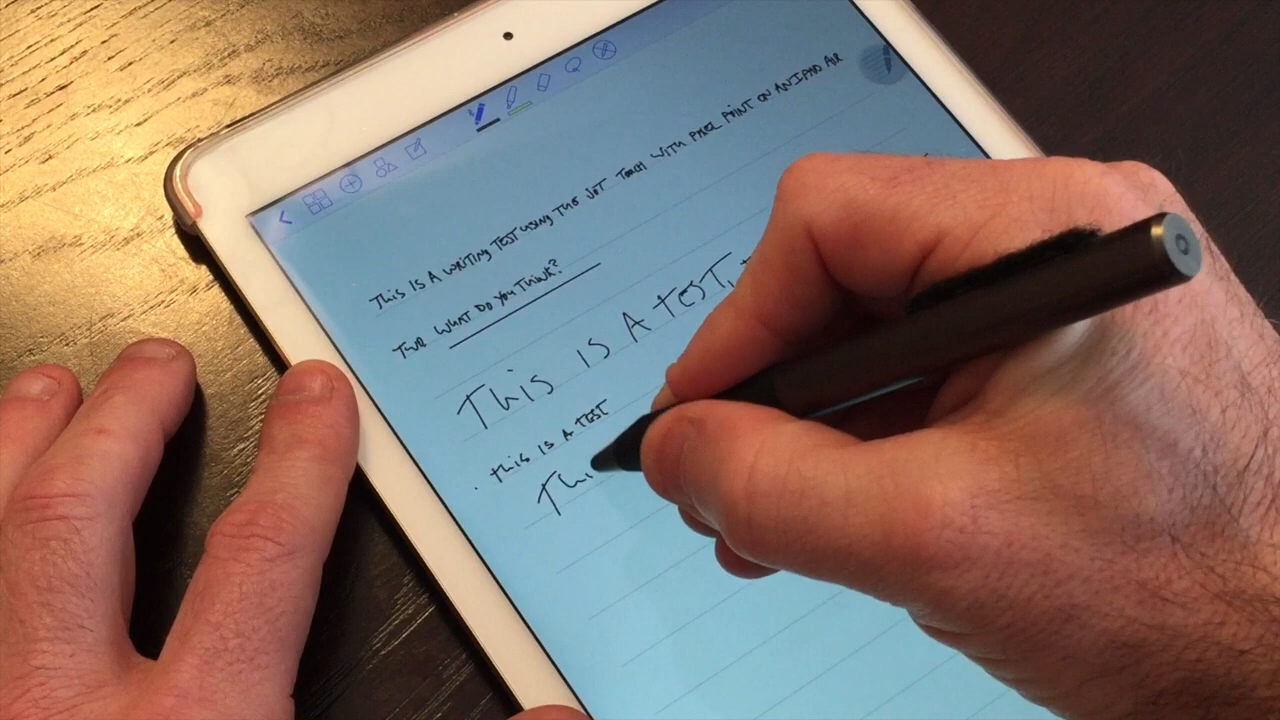 THIS IS A WRITING TEST USING THE JOT TOUCH WITH PIXEL POINT ON AN IPAD AIR
TWO. WHAT DO YOU THINK?
THIS IS A TEST,
THIS IS A TEST
Thi